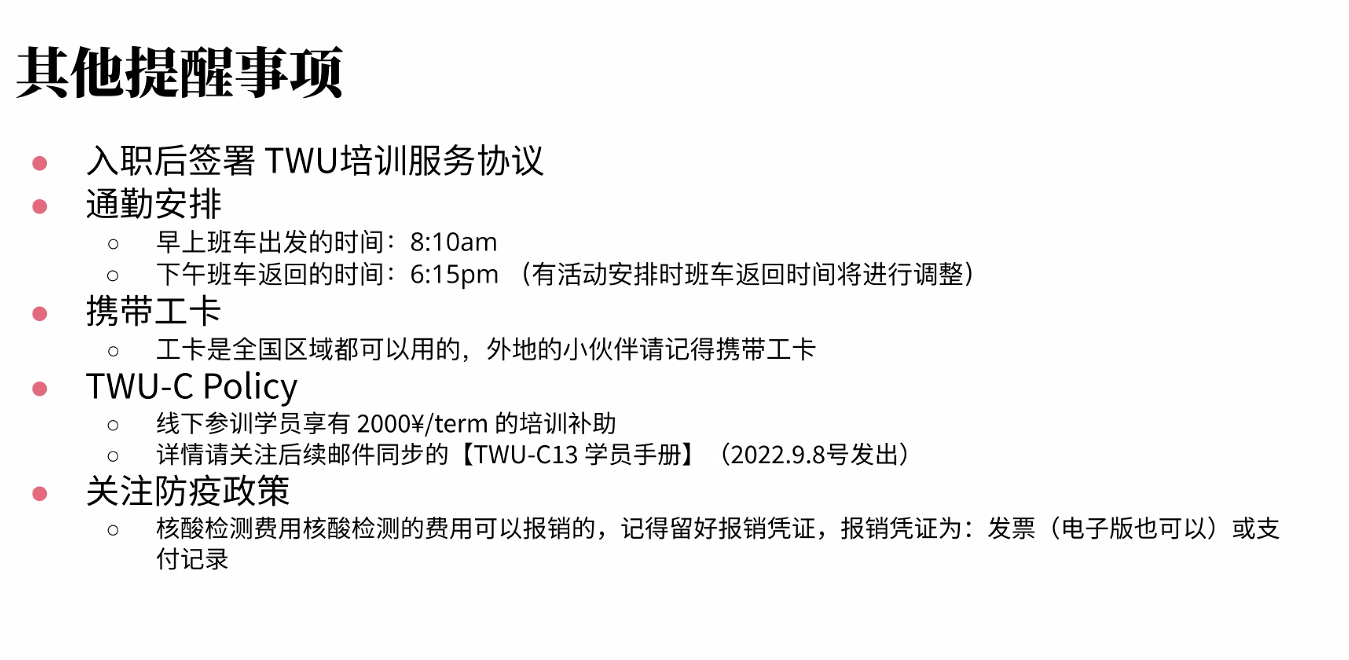 其他提醒事项
● 入职后签署 TWU培训服务协议
● 通勤安排
○ 早上班车出发的时间：8:10am
○ 下午班车返回的时间：6:15pm （有活动安排时班车返回时间将进行调整）
● 携带工卡
○ 工卡是全国区域都可以用的，外地的小伙伴请记得携带工卡
● TWU-C Policy
○ 线下参训学员享有 2000¥/term 的培训补助
○ 详情请关注后续邮件同步的【TWU-C13 学员手册】（2022.9.8号发出）
● 关注防疫政策
○ 核酸检测费用核酸检测的费用可以报销的，记得留好报销凭证，报销凭证为：发票（电子版也可以）或支
付记录